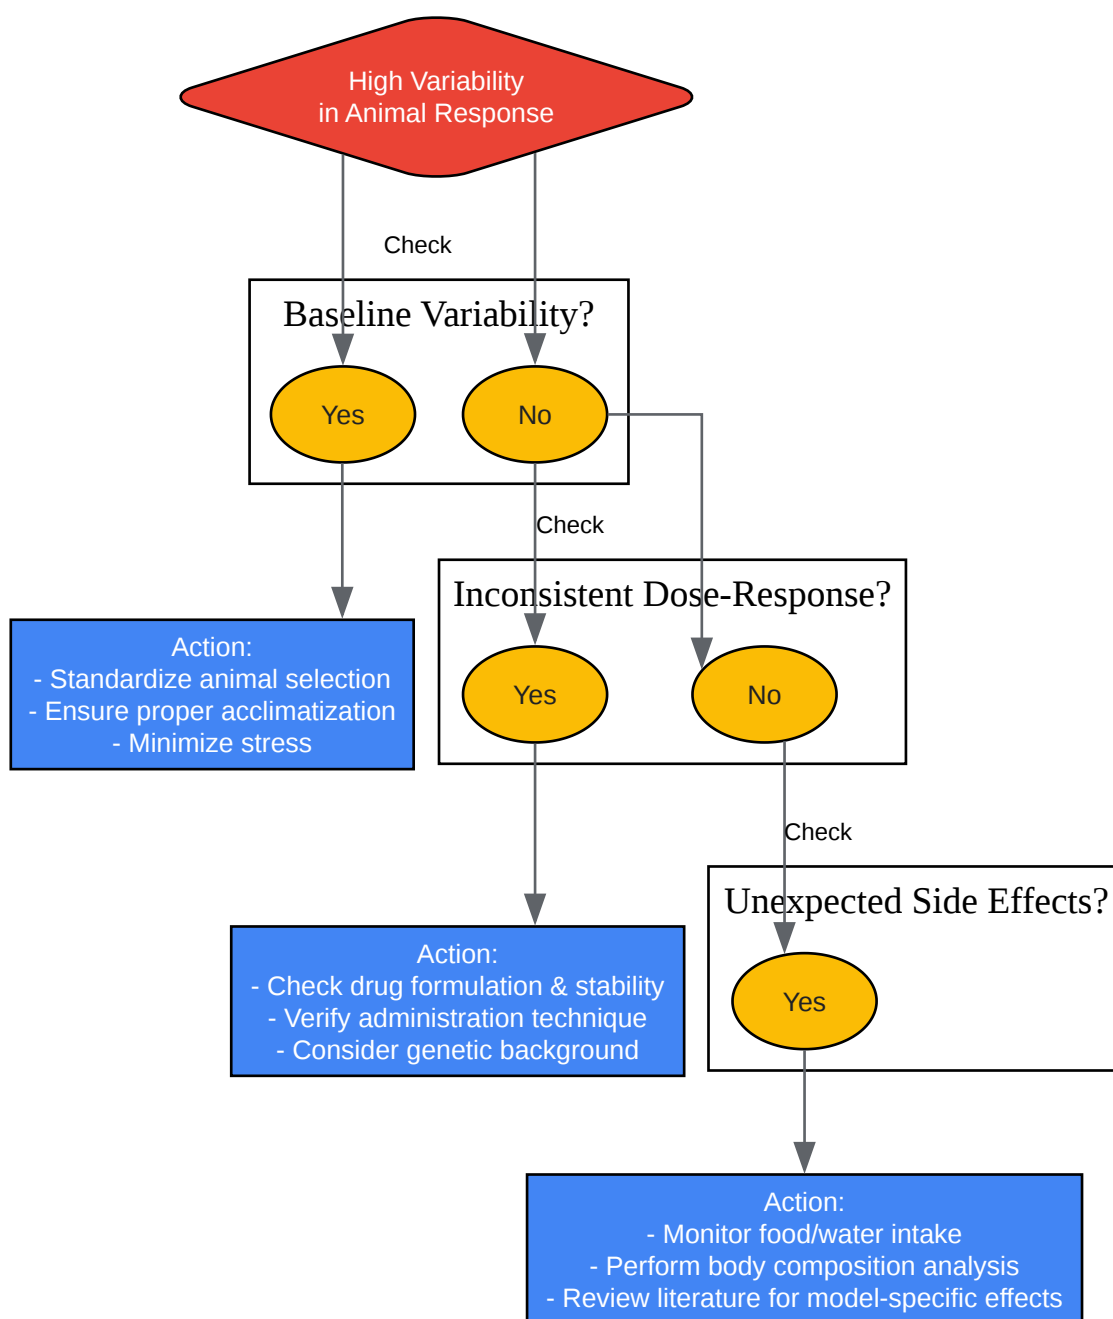 High Variability
in Animal Response
Check
Baseline Variability?
Yes
No
Check
Inconsistent Dose-Response?
Action:
- Standardize animal selection
- Ensure proper acclimatization
- Minimize stress
Yes
No
Check
Unexpected Side Effects?
Action:
- Check drug formulation & stability
- Verify administration technique
- Consider genetic background
Yes
Action:
- Monitor food/water intake
- Perform body composition analysis
- Review literature for model-specific effects